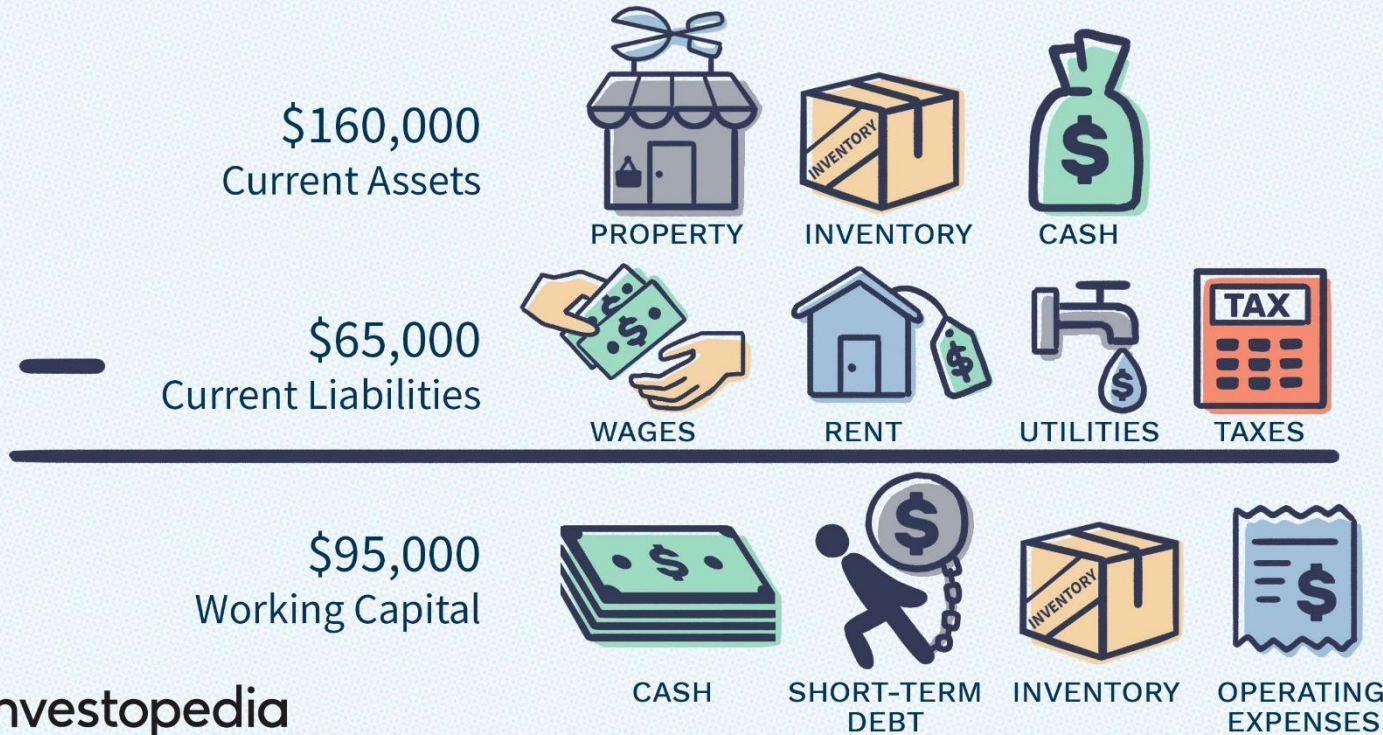 $160,000
Current Assets
INVENTORY
$
PROPERTY
INVENTORY
CASH
$65,000
Current Liabilities
$
$
$
$
TAX
WAGES
RENT
UTILITIES
TAXES
$95,000
Working Capital
$
$
INVENTORY
$
CASH
SHORT-TERM
DEBT
INVENTORY
OPERATING
EXPENSES
nvestopedia